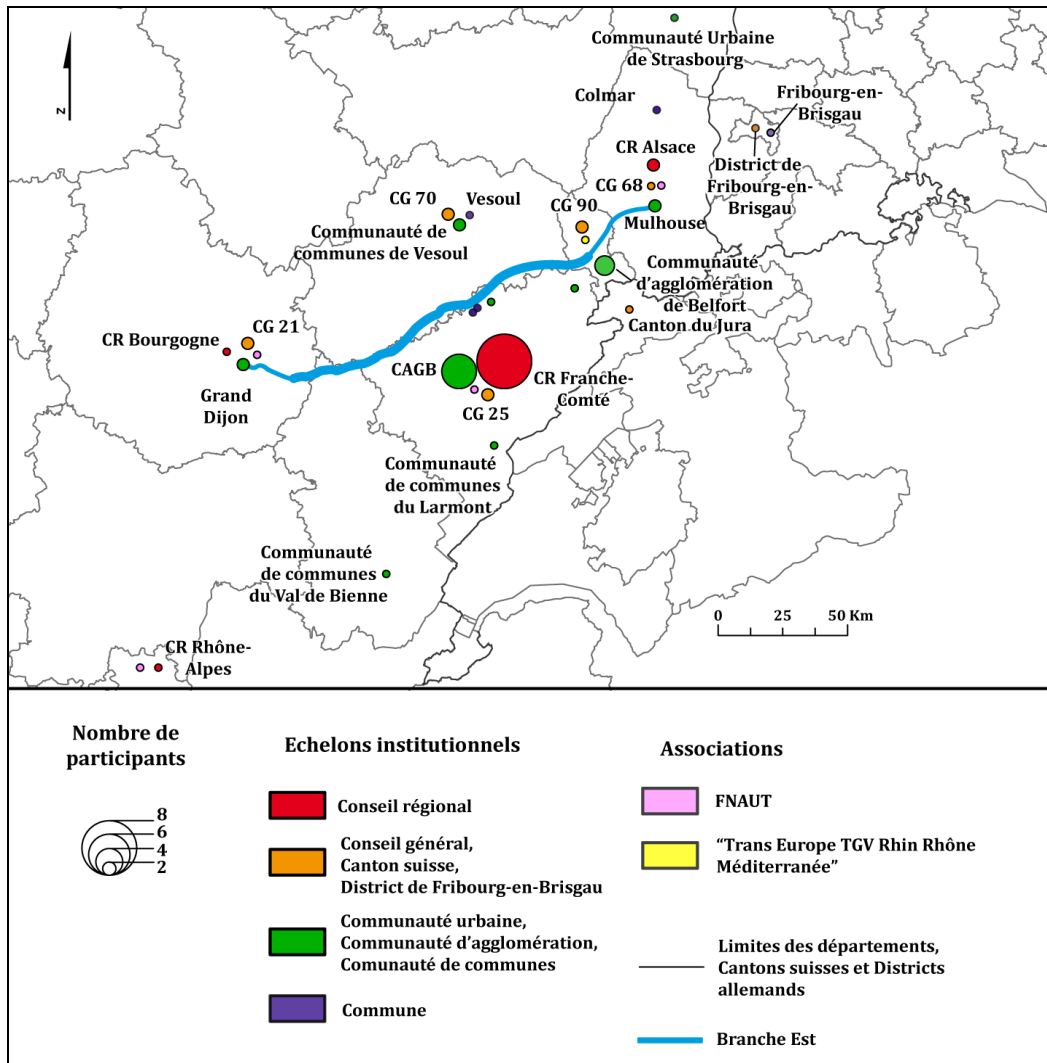 Communauté Urbaine
de Strasbourg
Z
Colmar
Fribourg-en-
Brisgau
CR Alsace
CG 68
District de
Fribourg-en-
Brisgau
CG 70
Vesoul
CG 90
Mulhouse
Communauté de
communes de Vesoul
Communauté
d'agglomération
de Belfort
Canton du Jura
CG 21
CR Bourgogne
Grand
Dijon
CAGB
CR Franche-
Comté
CG 25
Communauté
de communes
du Larmont
Communauté
de communes
du Val de Bienne
0 25 50 Km
CR Rhône-
Alpes
Nombre de
participants
8
6
4
2
Echelons institutionnels
Conseil régional
Conseil général,
Canton suisse,
District de Fribourg-en-Brisgau
Communauté urbaine,
Communauté d'agglomération,
Comunauté de communes
Commune
Associations
FNAUT
“Trans Europe TGV Rhin Rhône
Méditerranée”
Limites des départements,
Cantons suisses et Districts
allemands
Branche Est